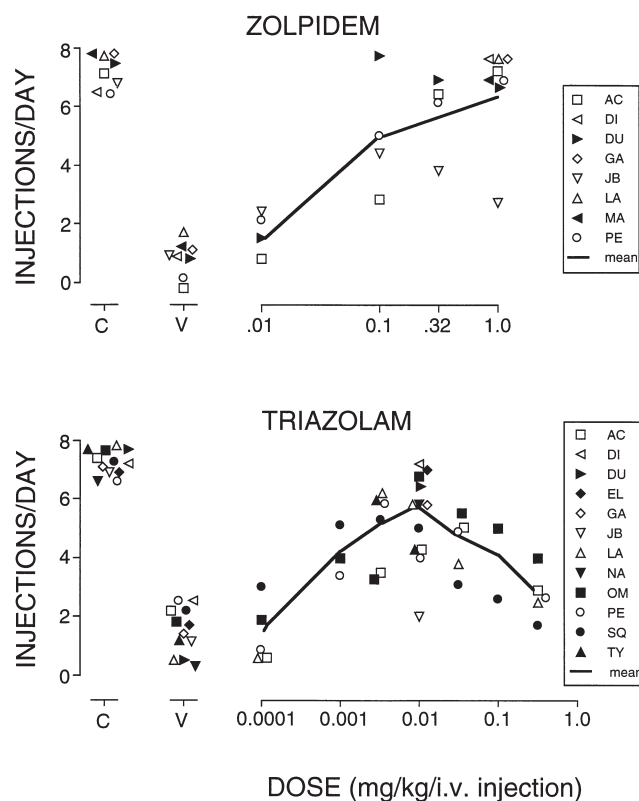 ZOLPIDEM
INJECTIONS/DAY
8
6
4
2
0
C V .01 0.1 .32 1.0
AC
DI
DU
GA
JB
LA
MA
PE
mean
TRIAZOLAM
INJECTIONS/DAY
8
6
4
2
0
C V 0.0001 0.001 0.01 0.1 1.0
AC
DI
DU
EL
GA
JB
LA
NA
OM
PE
SQ
TY
mean
DOSE (mg/kg/i.v. injection)